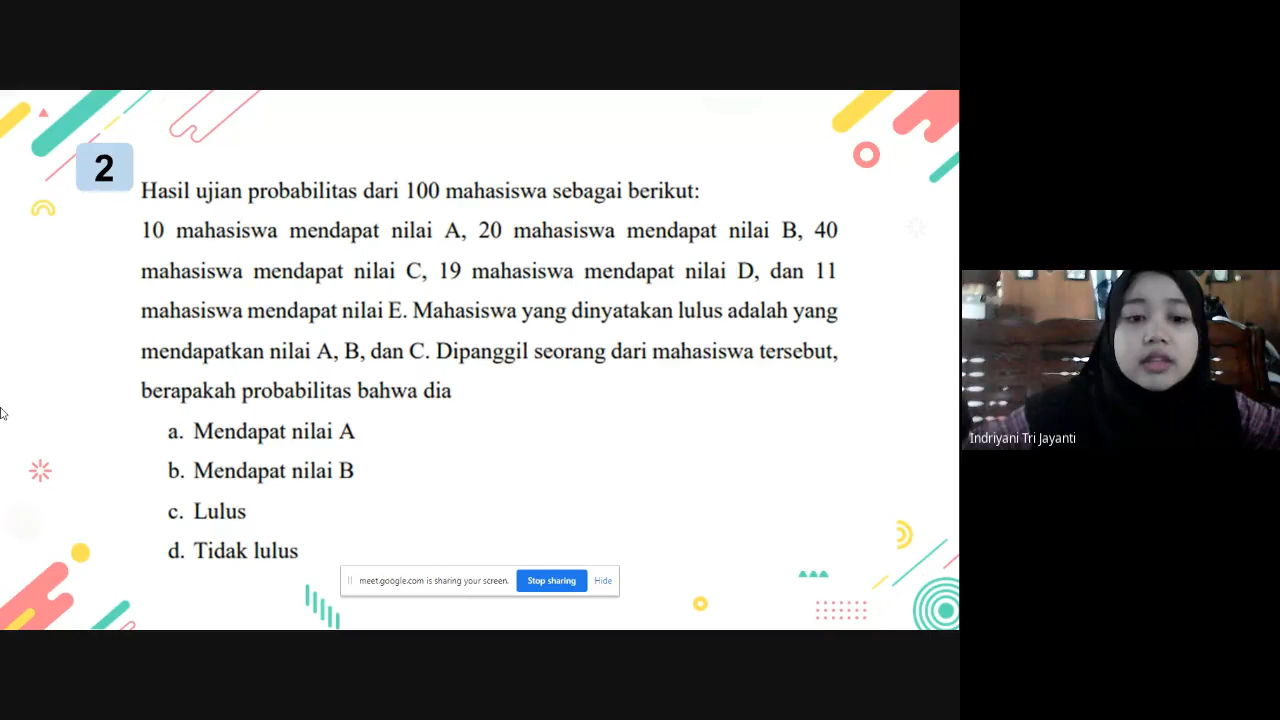 2
Hasil ujian probabilitas dari 100 mahasiswa sebagai berikut:
10 mahasiswa mendapat nilai A, 20 mahasiswa mendapat nilai B, 40
mahasiswa mendapat nilai C, 19 mahasiswa mendapat nilai D, dan 11
mahasiswa mendapat nilai E. Mahasiswa yang dinyatakan lulus adalah yang
mendapatkan nilai A, B, dan C. Dipanggil seorang dari mahasiswa tersebut,
berapakah probabilitas bahwa dia
a. Mendapat nilai A
b. Mendapat nilai B
c. Lulus
d. Tidak lulus
meet.google.com is sharing your screen. Stop sharing Hide
Indriyani Tri Jayanti